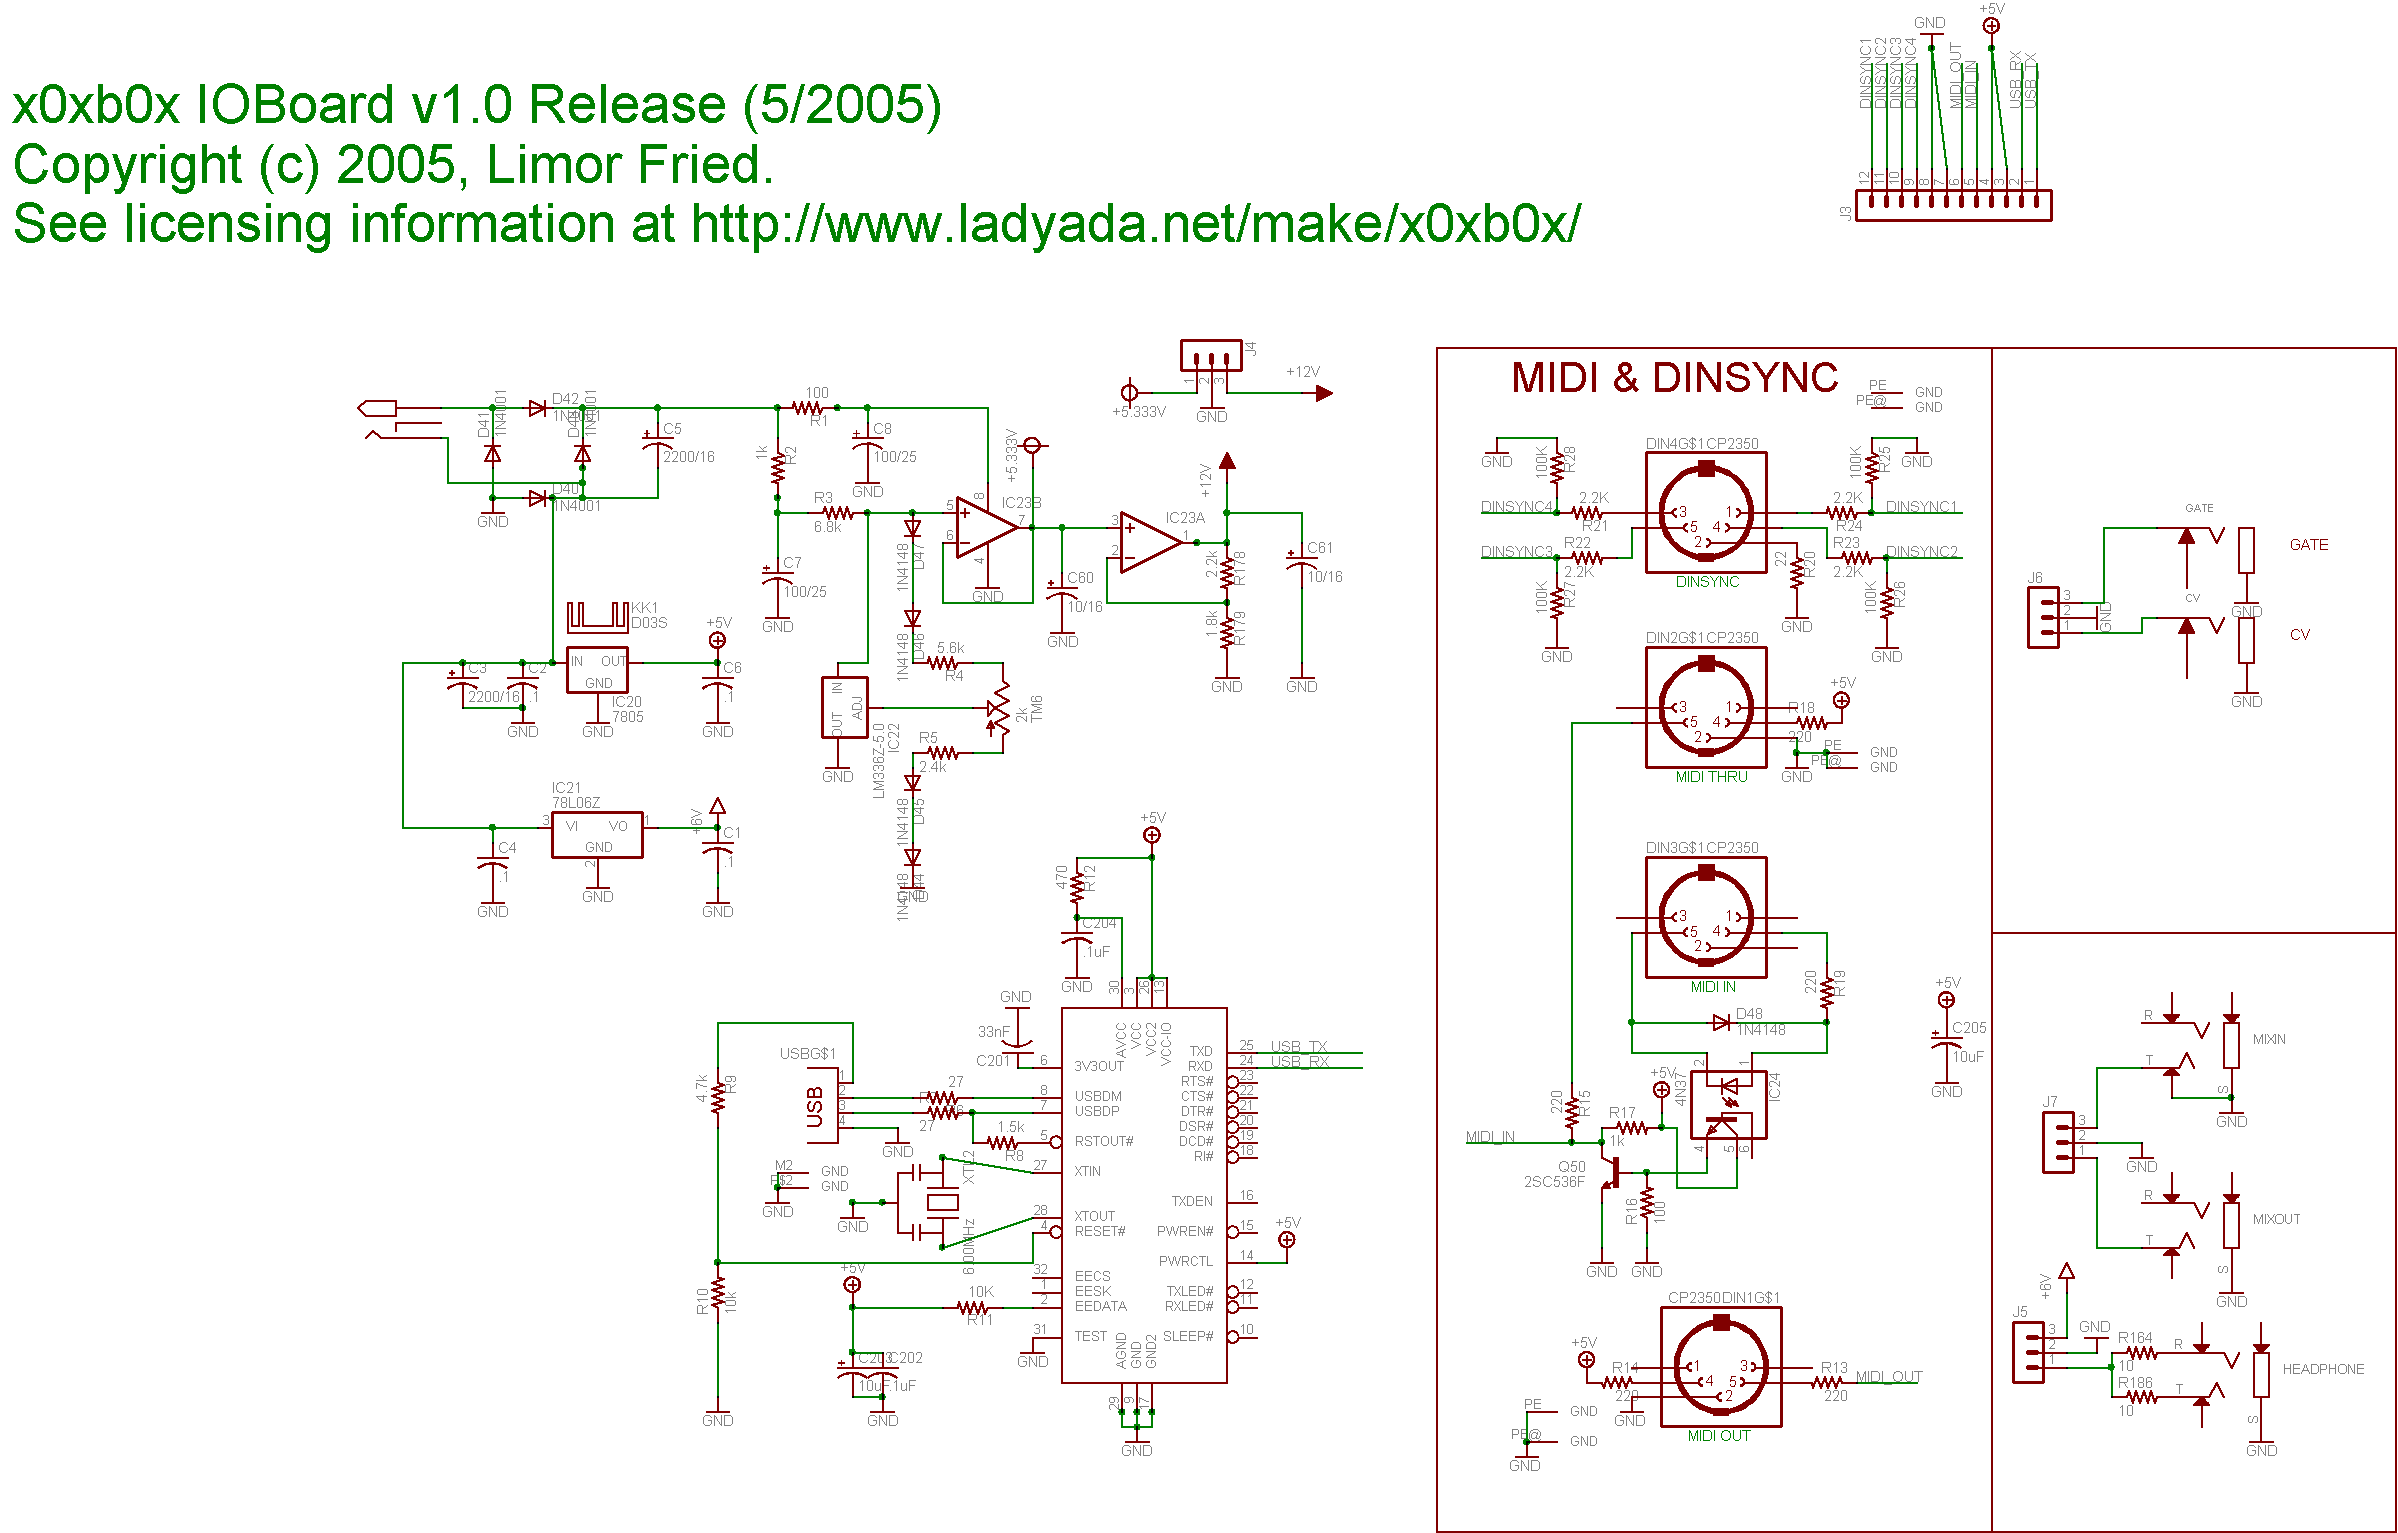 x0xb0x IOBoard v1.0 Release (5/2005)
Copyright (c) 2005, Limor Fried.
See licensing information at http://www.ladyada.net/make/x0xb0x/
GND
+5V
DINSYNC1
DINSYNC2
DINSYNC3
DINSYNC4
MIDI_OUT
MIDI_IN
USB_RX
USB_TX
12
11
10
9
8
7
6
5
4
3
2
1
J3
D41
1N4001
D42
1N4001
1N4001
D40
1N4001
GND
C5
2200/16
100
R1
1k
R2
C8
100/25
GND
R3
6.8k
C7
100/25
GND
1N4148
D47
1N4148
D46
5
6
8
4
7
IC23B
GND
+5.333V
C60
10/16
GND
3
2
1
IC23A
+12V
2.2k
R178
1.8k
R179
GND
C61
10/16
GND
J4
1
2
3
+5.333V
GND
+12V
KK1
D03S
IN
OUT
GND
IC20
7805
GND
C3
2200/16
C2
.1
GND
+5V
C6
.1
GND
IN
OUT
ADJ
LM336Z-5.0
IC22
GND
5.6k
R4
2k
TM6
R5
2.4k
1N4148
D45
1N4148
D44
GND
IC21
78L06Z
3
VI
VO
1
GND
2
GND
C4
.1
GND
+6V
C1
.1
GND
+5V
470
R12
C204
.1uF
GND
GND
33nF
C201
30
3
26
13
AVCC
VCC
VCC2
VCC-IO
6
3V3OUT
8
USBDM
7
USBDP
5
RSTOUT#
27
XTIN
28
XTOUT
4
RESET#
32
EECS
1
EESK
2
EEDATA
31
TEST
GND
AGND
GND
GND2
29
9
17
GND
TXD
25
USB_TX
RXD
24
USB_RX
RTS#
23
CTS#
22
DTR#
21
DSR#
20
DCD#
19
RI#
18
TXDEN
16
PWREN#
15
PWRCTL
14
+5V
TXLED#
12
RXLED#
11
SLEEP#
10
USBG$1
USB
1
2
3
4
27
27
1.5k
R8
GND
4.7k
R9
M2
GND
GND
GND
GND
XTL2
6.00MHz
R10
10k
GND
+5V
10K
R11
C203
10uF
C202
.1uF
GND
MIDI & DINSYNC
PE
GND
PE@
GND
DIN4G$1CP2350
GND
100K
R28
DINSYNC4
2.2K
R21
DINSYNC3
R22
2.2K
100K
R27
GND
3
5
1
4
2
DINSYNC
22
R20
GND
100K
R25
GND
2.2K
R24
DINSYNC1
R23
2.2K
DINSYNC2
100K
R26
GND
DIN2G$1CP2350
3
5
1
4
2
MIDI THRU
R18
220
+5V
GND
PE
GND
PE@
GND
DIN3G$1CP2350
3
5
1
4
2
MIDI IN
220
R19
D48
1N4148
2
1
4N37
IC24
4
5
6
+5V
220
R15
R17
1k
MIDI_IN
Q50
2SC536F
R16
100
GND
GND
+5V
C205
10uF
GND
CP2350DIN1G$1
1
4
3
5
2
MIDI OUT
+5V
R14
220
GND
R13
220
MIDI_OUT
PE
GND
PE@
GND
GND
GATE
GATE
CV
GND
CV
GND
J6
3
2
1
GND
R
T
S
MIXIN
GND
J7
3
2
1
GND
R
T
S
MIXOUT
GND
+6V
J5
3
2
1
GND
R164
10
R186
10
R
T
S
HEADPHONE
GND